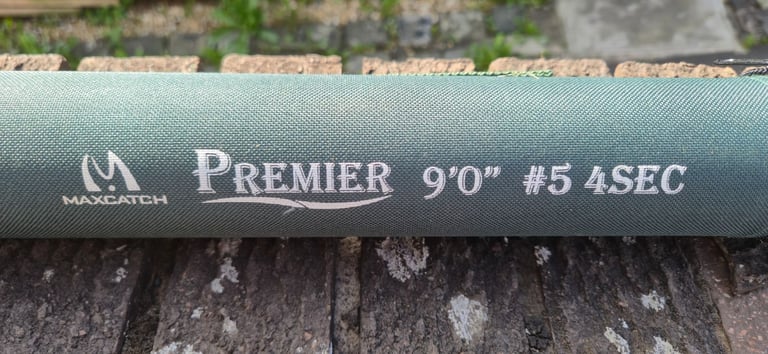 MAXCATCH
PREMIER 9'0" #5 4SEC